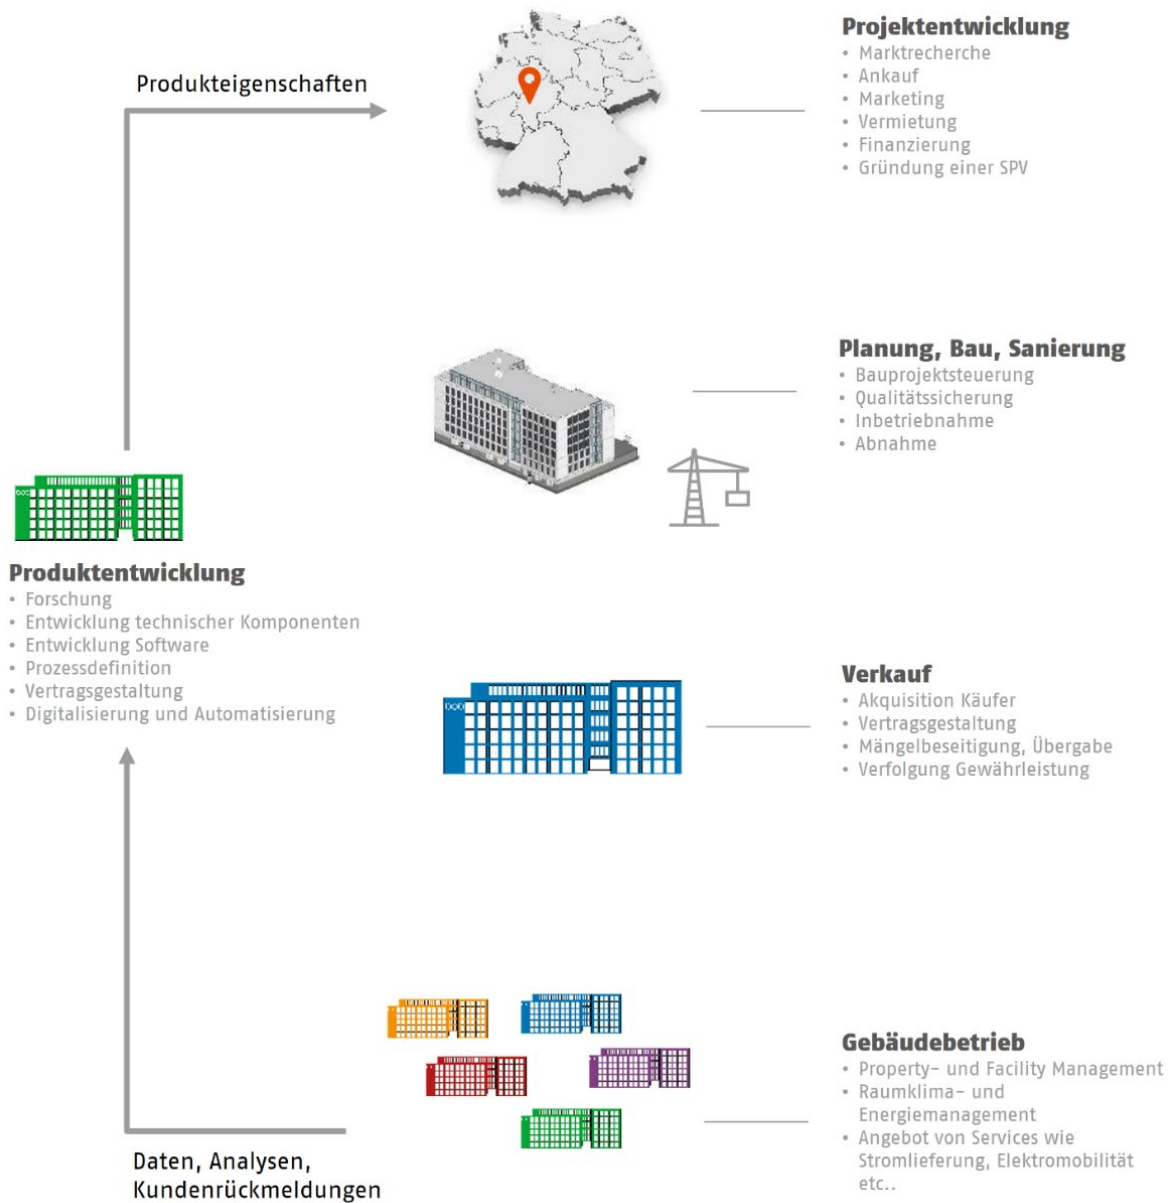 Produkteigenschaften
Projektentwicklung
• Marktrecherche
• Ankauf
• Marketing
• Vermietung
• Finanzierung
• Gründung einer SPV
Planung, Bau, Sanierung
• Bauprojektsteuerung
• Qualitätssicherung
• Inbetriebnahme
• Abnahme
Produktentwicklung
• Forschung
• Entwicklung technischer Komponenten
• Entwicklung Software
• Prozessdefinition
• Vertragsgestaltung
• Digitalisierung und Automatisierung
Verkauf
• Akquisition Käufer
• Vertragsgestaltung
• Mängelbeseitigung, Übergabe
• Verfolgung Gewährleistung
Gebäudebetrieb
• Property- und Facility Management
• Raumklima- und
Energiemanagement
• Angebot von Services wie
Stromlieferung, Elektromobilität
etc..
Daten, Analysen,
Kundenrückmeldungen